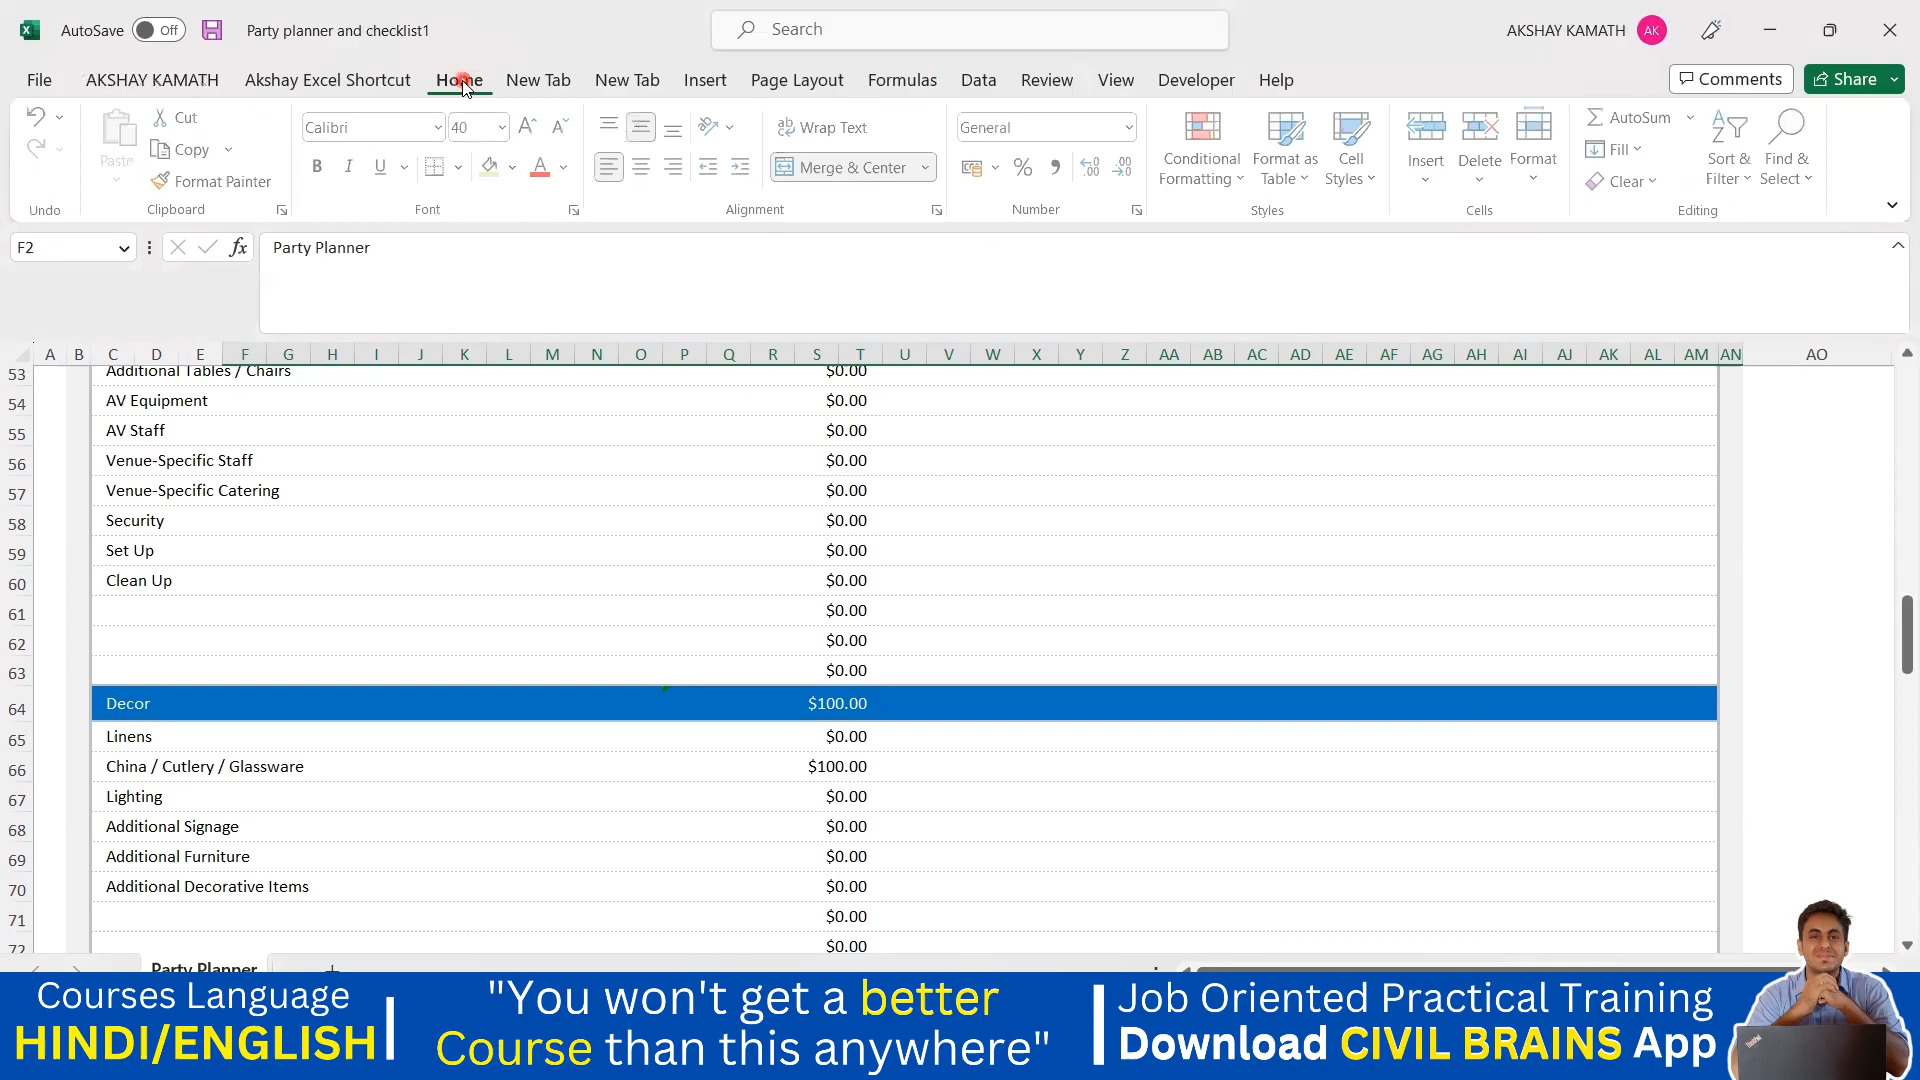 AutoSave Off Party planner and checklist1 Search AKSHAY KAMATH AK
File AKSHAY KAMATH Akshay Excel Shortcut Home New Tab New Tab Insert Page Layout Formulas Data Review View Developer Help Comments Share
Paste Cut Calibri 40 Wrap Text General Conditional Formatting Format as Table Cell Styles Insert Delete Format AutoSum Sort & Filter Find & Select
Copy Fill
Format Painter B I U A Merge & Center % Clear
Undo Clipboard Font Alignment Number Styles Cells Editing
F2 fx Party Planner
A B C D E F G H I J K L M N O P Q R S T U V W X Y Z AA AB AC AD AE AF AG AH AI AJ AK AL AM AN AO
53 Additional Tables / Chairs $0.00
54 AV Equipment $0.00
55 AV Staff $0.00
56 Venue-Specific Staff $0.00
57 Venue-Specific Catering $0.00
58 Security $0.00
59 Set Up $0.00
60 Clean Up $0.00
61 $0.00
62 $0.00
63 $0.00
64 Decor $100.00
65 Linens $0.00
66 China / Cutlery / Glassware $100.00
67 Lighting $0.00
68 Additional Signage $0.00
69 Additional Furniture $0.00
70 Additional Decorative Items $0.00
71 $0.00
72 $0.00
Party Planner
Courses Language
HINDI/ENGLISH
"You won't get a better
Course than this anywhere"
Job Oriented Practical Training
Download CIVIL BRAINS App